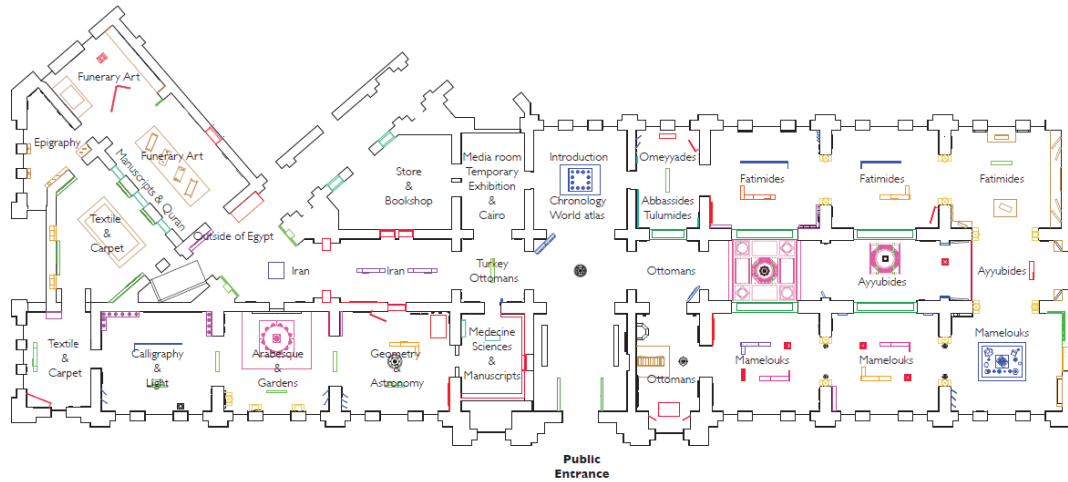 Funerary Art
Epigraphy
Funerary Art
Manuscripts & Quran
Textile
&
Carpet
Outside of Egypt
Store
&
Bookshop
Media room
Temporary
Exhibition
&
Cairo
Introduction
Chronology
World atlas
Omeyyades
Abbassides
Tulumides
Fatimides
Fatimides
Fatimides
Iran
Iran
Turkey
Ottomans
Ottomans
Ayyubides
Ayyubides
Textile
&
Carpet
Calligraphy
&
Light
Arabesque
&
Gardens
Geometry
&
Astronomy
Medecine
Sciences
&
Manuscripts
Ottomans
Mamelouks
Mamelouks
Mamelouks
Public
Entrance